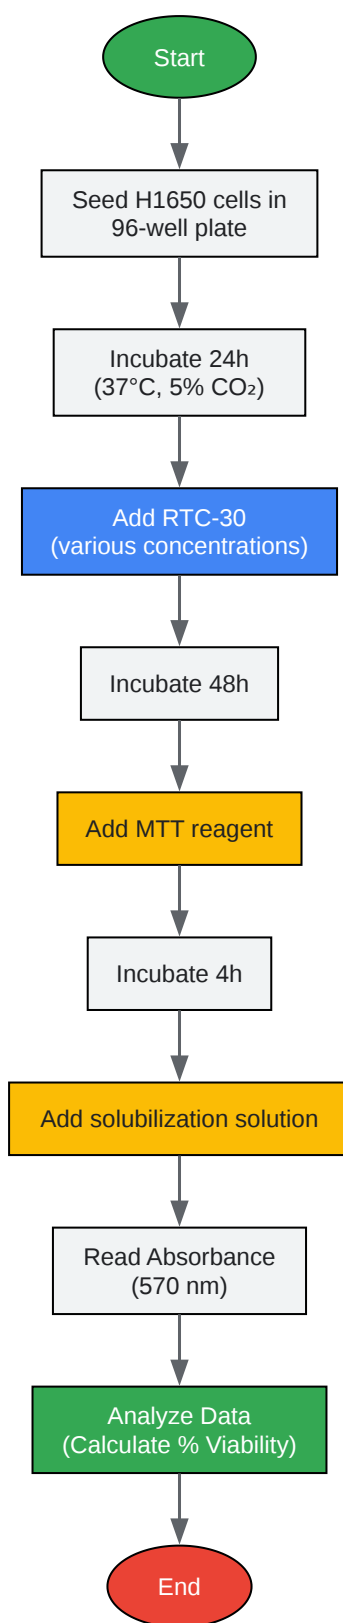 Start
Seed H1650 cells in
96-well plate
Incubate 24h
(37°C, 5% CO₂)
Add RTC-30
(various concentrations)
Incubate 48h
Add MTT reagent
Incubate 4h
Add solubilization solution
Read Absorbance
(570 nm)
Analyze Data
(Calculate % Viability)
End